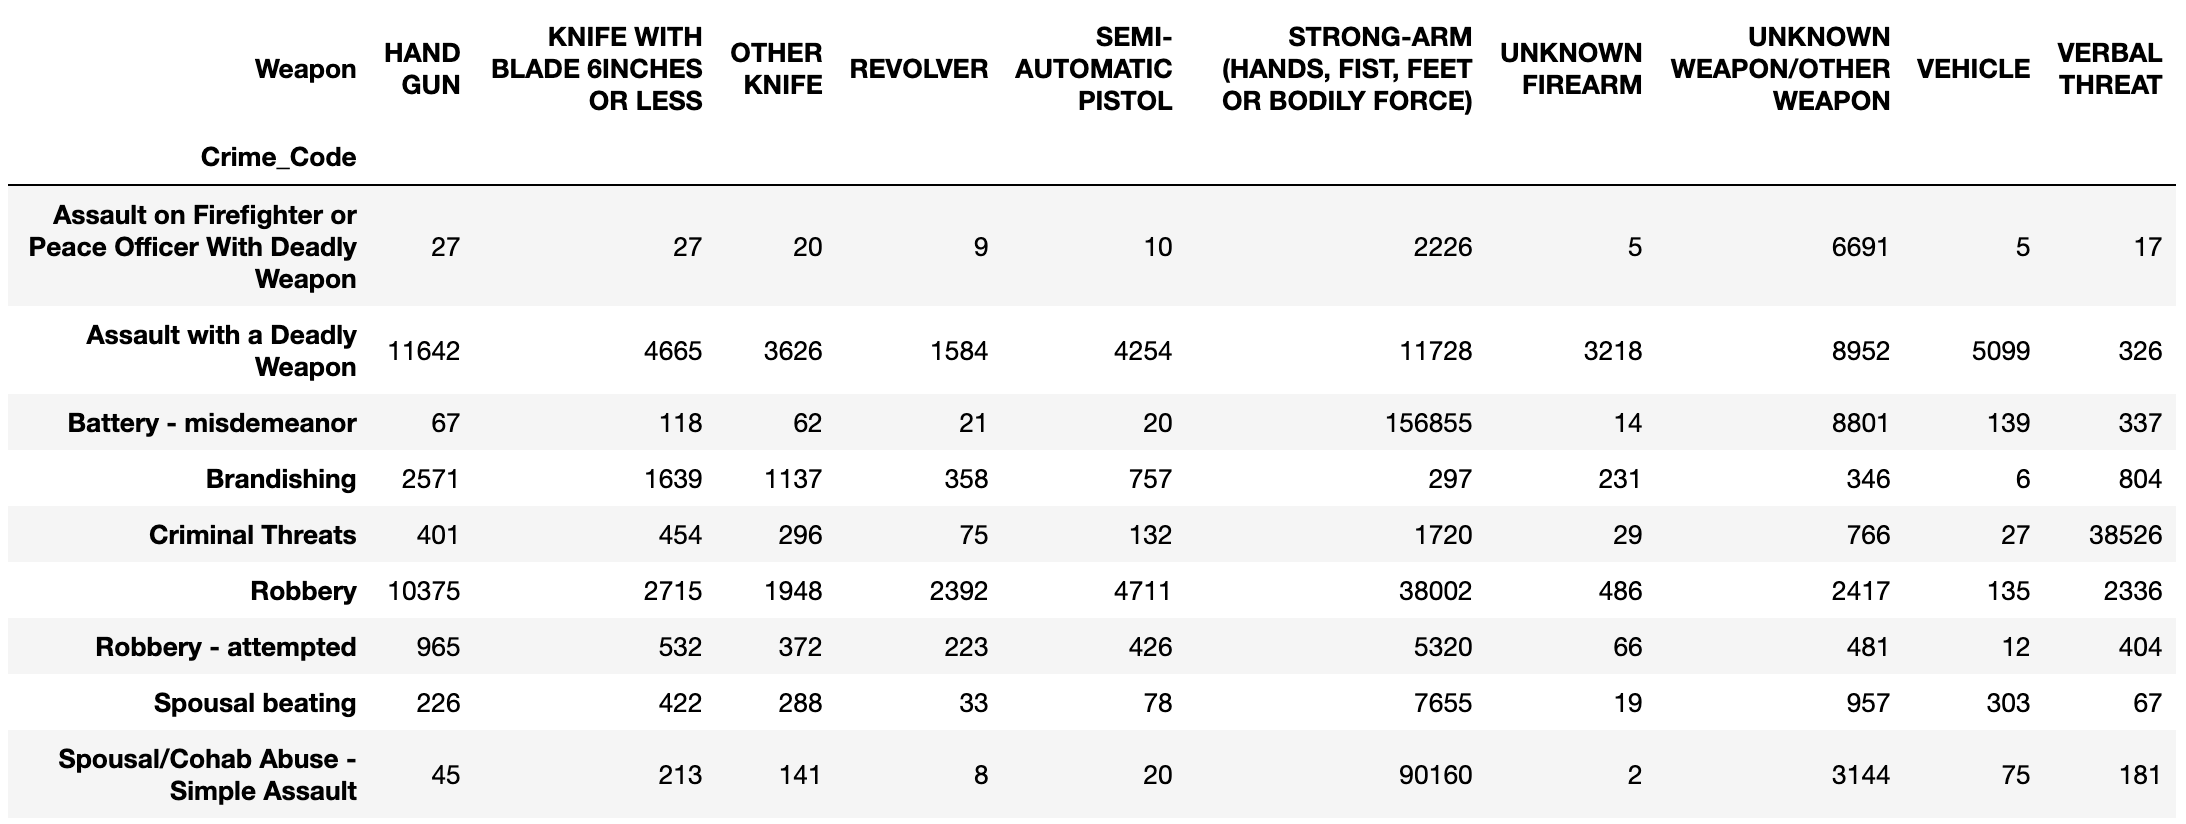 Weapon HAND GUN KNIFE WITH BLADE 6INCHES OR LESS OTHER KNIFE REVOLVER SEMI-AUTOMATIC PISTOL STRONG-ARM (HANDS, FIST, FEET OR BODILY FORCE) UNKNOWN FIREARM UNKNOWN WEAPON/OTHER WEAPON VEHICLE VERBAL THREAT
Crime_Code
Assault on Firefighter or Peace Officer With Deadly Weapon 27 27 20 9 10 2226 5 6691 5 17
Assault with a Deadly Weapon 11642 4665 3626 1584 4254 11728 3218 8952 5099 326
Battery - misdemeanor 67 118 62 21 20 156855 14 8801 139 337
Brandishing 2571 1639 1137 358 757 297 231 346 6 804
Criminal Threats 401 454 296 75 132 1720 29 766 27 38526
Robbery 10375 2715 1948 2392 4711 38002 486 2417 135 2336
Robbery - attempted 965 532 372 223 426 5320 66 481 12 404
Spousal beating 226 422 288 33 78 7655 19 957 303 67
Spousal/Cohab Abuse - Simple Assault 45 213 141 8 20 90160 2 3144 75 181